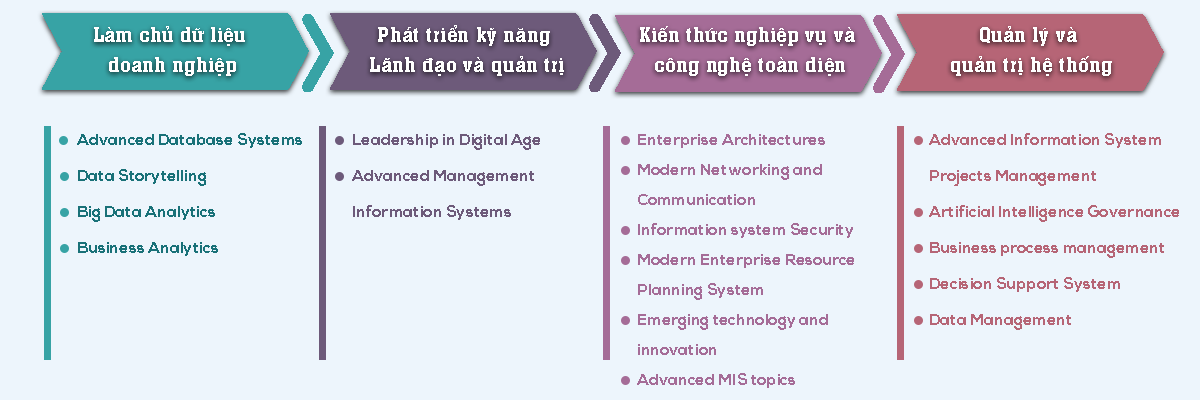 Làm chủ dữ liệu
doanh nghiệp
Phát triển kỹ năng
Lãnh đạo và quản trị
Kiến thức nghiệp vụ và
công nghệ toàn diện
Quản lý và
quản trị hệ thống
Advanced Database Systems
Data Storytelling
Big Data Analytics
Business Analytics
Leadership in Digital Age
Advanced Management
Information Systems
Enterprise Architectures
Modern Networking and
Communication
Information system Security
Modern Enterprise Resource
Planning System
Emerging technology and
innovation
Advanced MIS topics
Advanced Information System
Projects Management
Artificial Intelligence Governance
Business process management
Decision Support System
Data Management